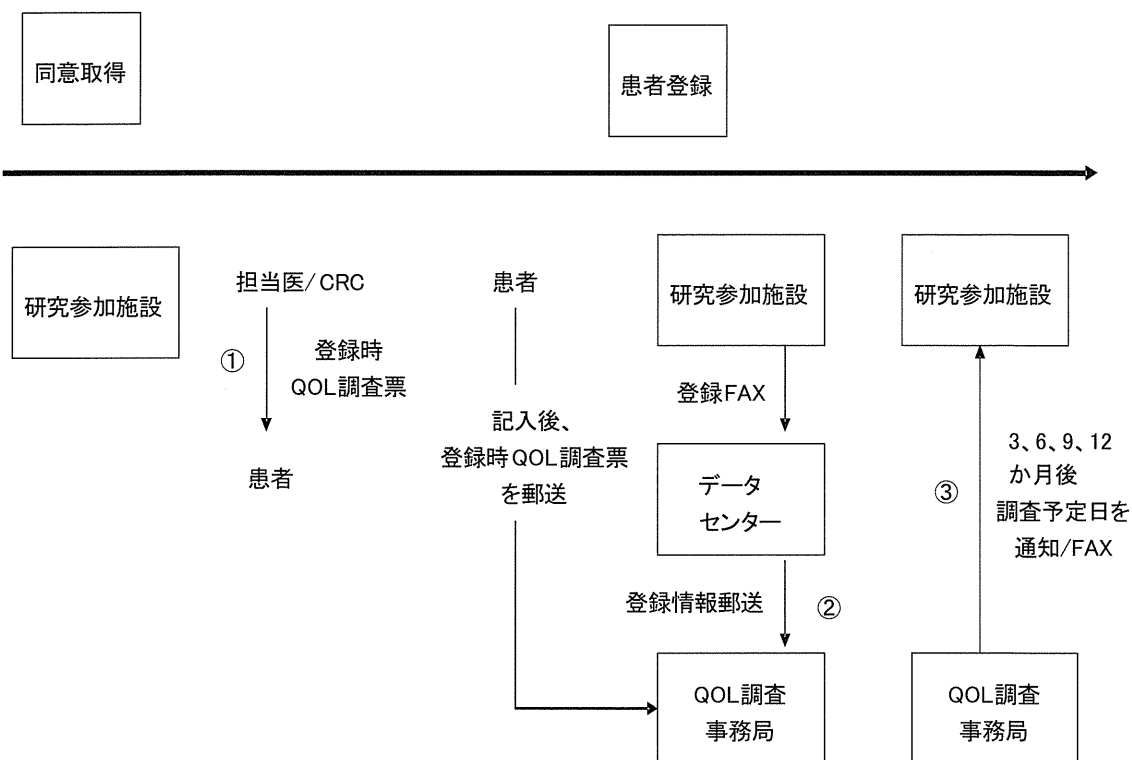 同意取得
患者登録
研究参加施設
担当医/CRC
①
登録時
QOL調査票
患者
患者
記入後、
登録時QOL調査票
を郵送
研究参加施設
登録FAX
データ
センター
登録情報郵送
②
QOL調査
事務局
研究参加施設
③
3、6、9、12
か月後
調査予定日を
通知/FAX
QOL調査
事務局